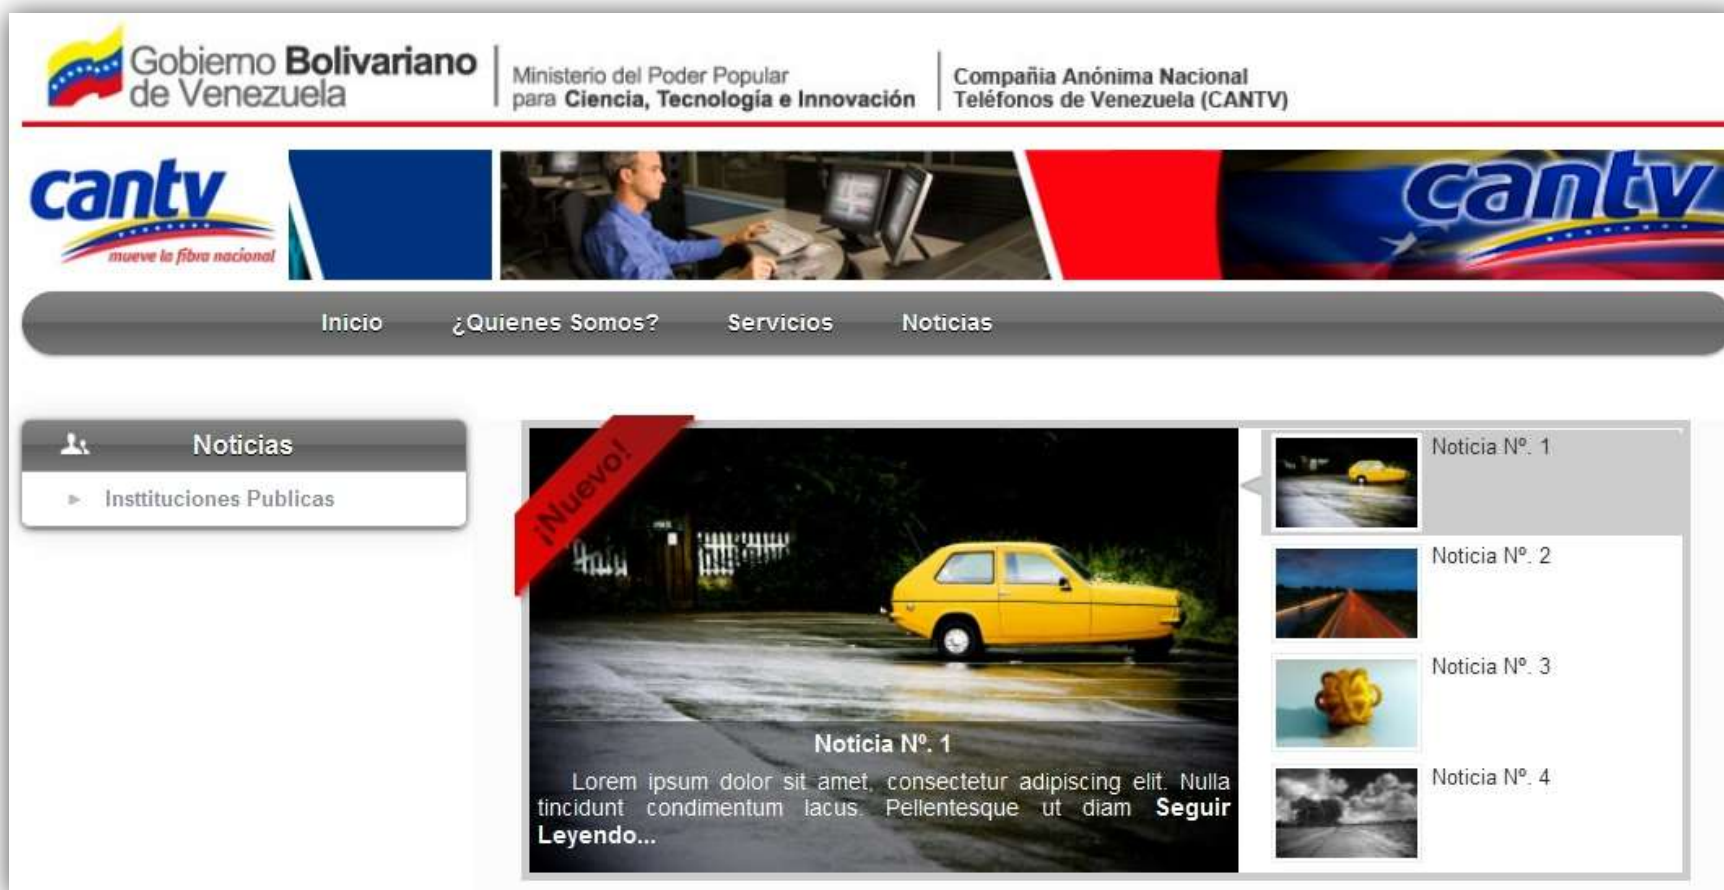 Gobierno Bolivariano
de Venezuela
Ministerio del Poder Popular
para Ciencia, Tecnología e Innovación
Compañia Anónima Nacional
Teléfonos de Venezuela (CANTV)
cantv
mueve la fibra nacional
cantv
Inicio ¿Quienes Somos? Servicios Noticias
Noticias
Insttituciones Publicas
¡Nuevo!
Noticia Nº. 1
Lorem ipsum dolor sit amet, consectetur adipiscing elit. Nulla
tincidunt condimentum lacus. Pellentesque ut diam Seguir
Leyendo...
Noticia Nº. 1
Noticia Nº. 2
Noticia Nº. 3
Noticia Nº. 4